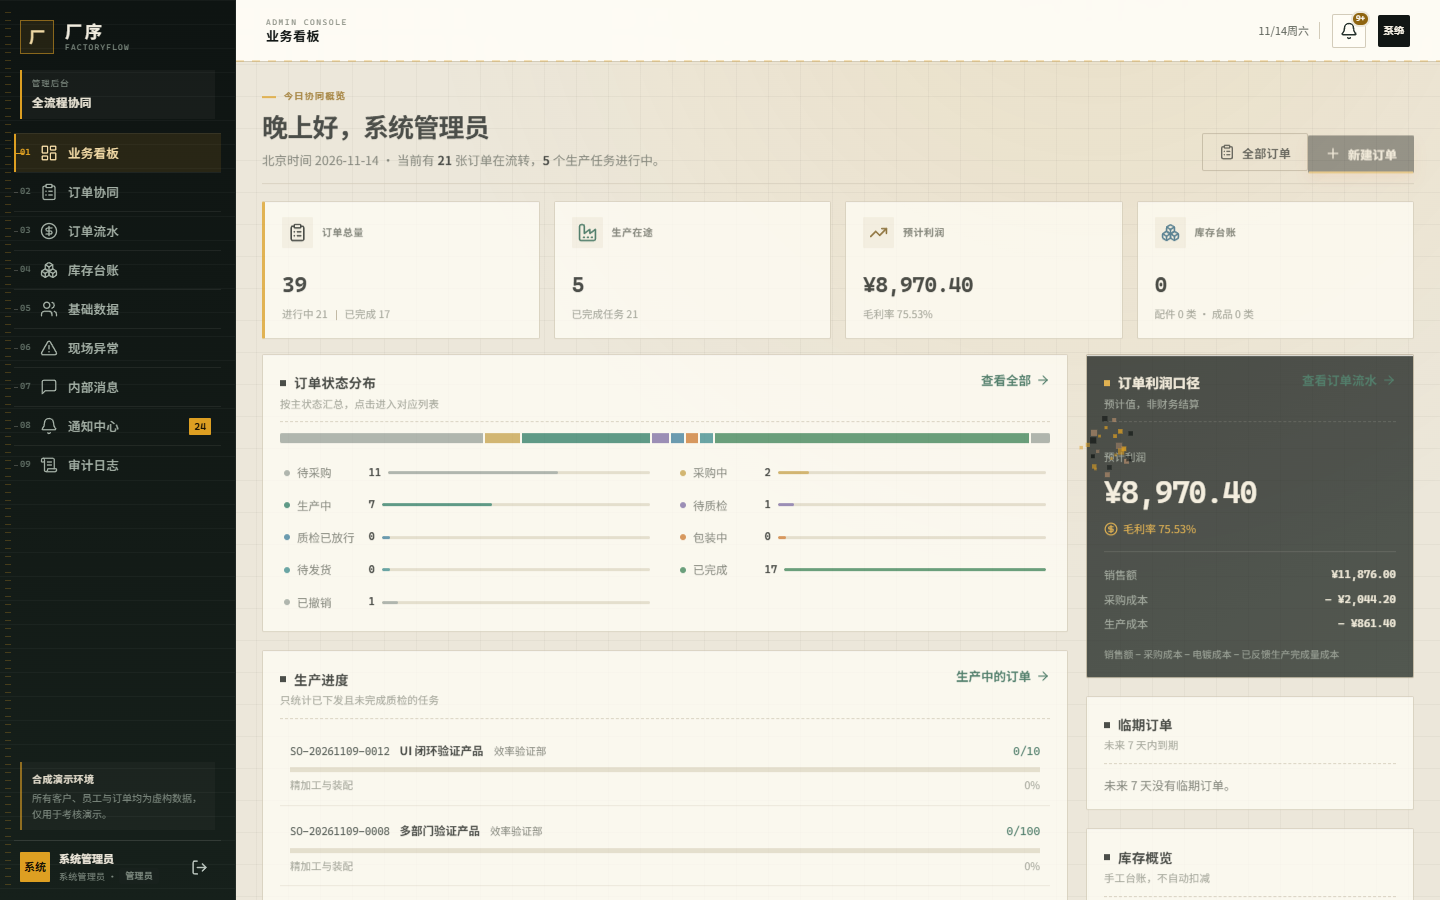 厂
厂序
FACTORYFLOW
管理后台
全流程协同
01 业务看板
02 订单协同
03 订单流水
04 库存台账
05 基础数据
06 现场异常
07 内部消息
08 通知中心 24
09 审计日志
合成演示环境
所有客户、员工与订单均为虚构数据，
仅用于考核演示。
系统
系统管理员
系统管理员 · 管理员
ADMIN CONSOLE
业务看板
11/14周六
9+
系统
今日协同概览
晚上好，系统管理员
北京时间 2026-11-14 · 当前有 21 张订单在流转，5 个生产任务进行中。
全部订单
新建订单
订单总量
39
进行中 21 | 已完成 17
生产在途
5
已完成任务 21
预计利润
¥8,970.40
毛利率 75.53%
库存台账
0
配件 0 类 · 成品 0 类
订单状态分布
查看全部
按主状态汇总，点击进入对应列表
待采购 11
采购中 2
生产中 7
待质检 1
质检已放行 0
包装中 0
待发货 0
已完成 17
已撤销 1
订单利润口径
查看订单流水
预计值，非财务结算
预计利润
¥8,970.40
毛利率 75.53%
销售额 ¥11,876.00
采购成本 − ¥2,044.20
生产成本 − ¥861.40
销售额 − 采购成本 − 电镀成本 − 已反馈生产完成量成本
生产进度
生产中的订单
只统计已下发且未完成质检的任务
SO-20261109-0012 UI 闭环验证产品 效率验证部 0/10
精加工与装配 0%
SO-20261109-0008 多部门验证产品 效率验证部 0/100
精加工与装配 0%
临期订单
未来 7 天内到期
未来 7 天没有临期订单。
库存概览
手工台账，不自动扣减